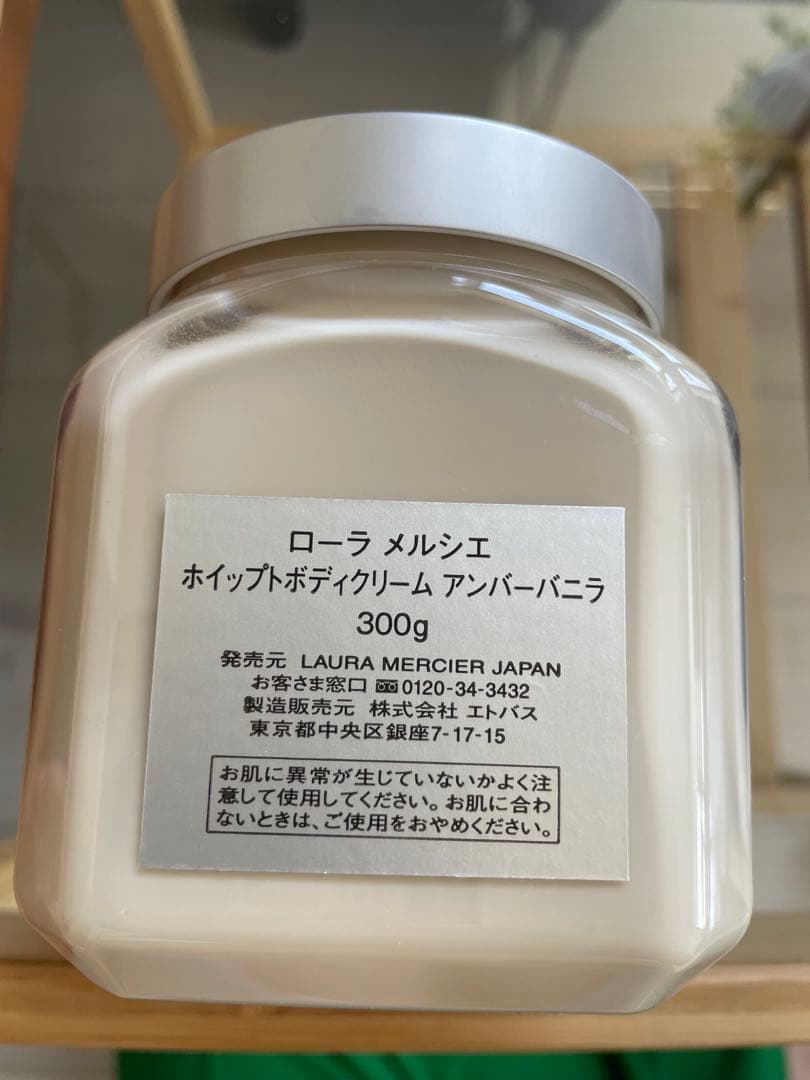 ローラ メルシエ
ホイップトボディクリーム アンバーバニラ
300g
発売元 LAURA MERCIER JAPAN
お客さま窓口 0120-34-3432
製造販売元 株式会社 エトバス
東京都中央区銀座7-17-15
お肌に異常が生じていないかよく注
意して使用してください。お肌に合わ
ないときは、ご使用をおやめください。